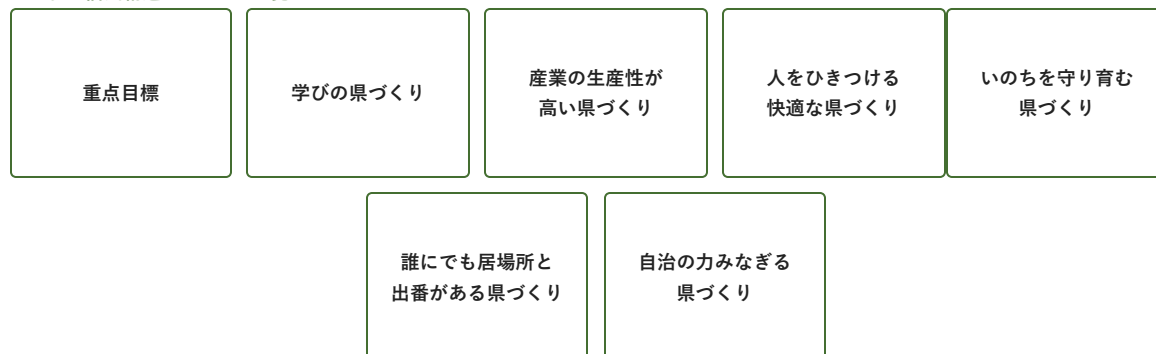 重点目標
学びの県づくり
産業の生産性が
高い県づくり
人をひきつける
快適な県づくり
いのちを守り育む
県づくり
誰にでも居場所と
出番がある県づくり
自治の力みなぎる
県づくり